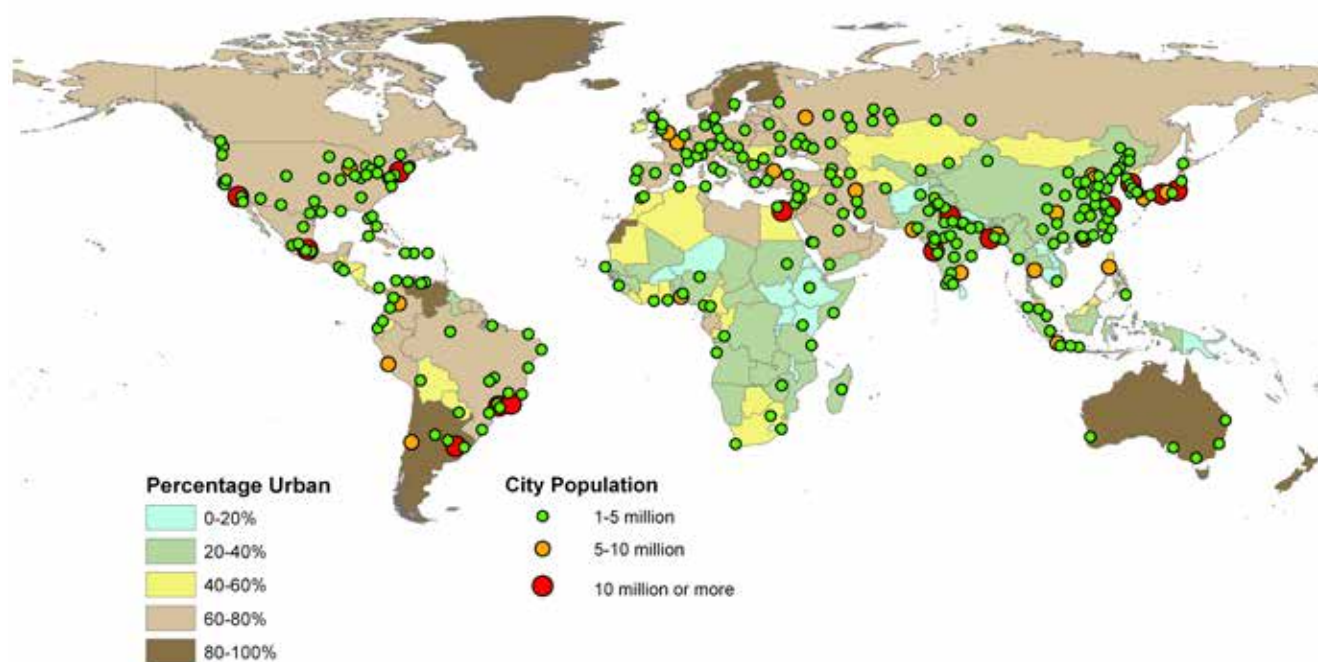 Percentage Urban
0-20%
20-40%
40-60%
60-80%
80-100%
City Population
1-5 million
5-10 million
10 million or more